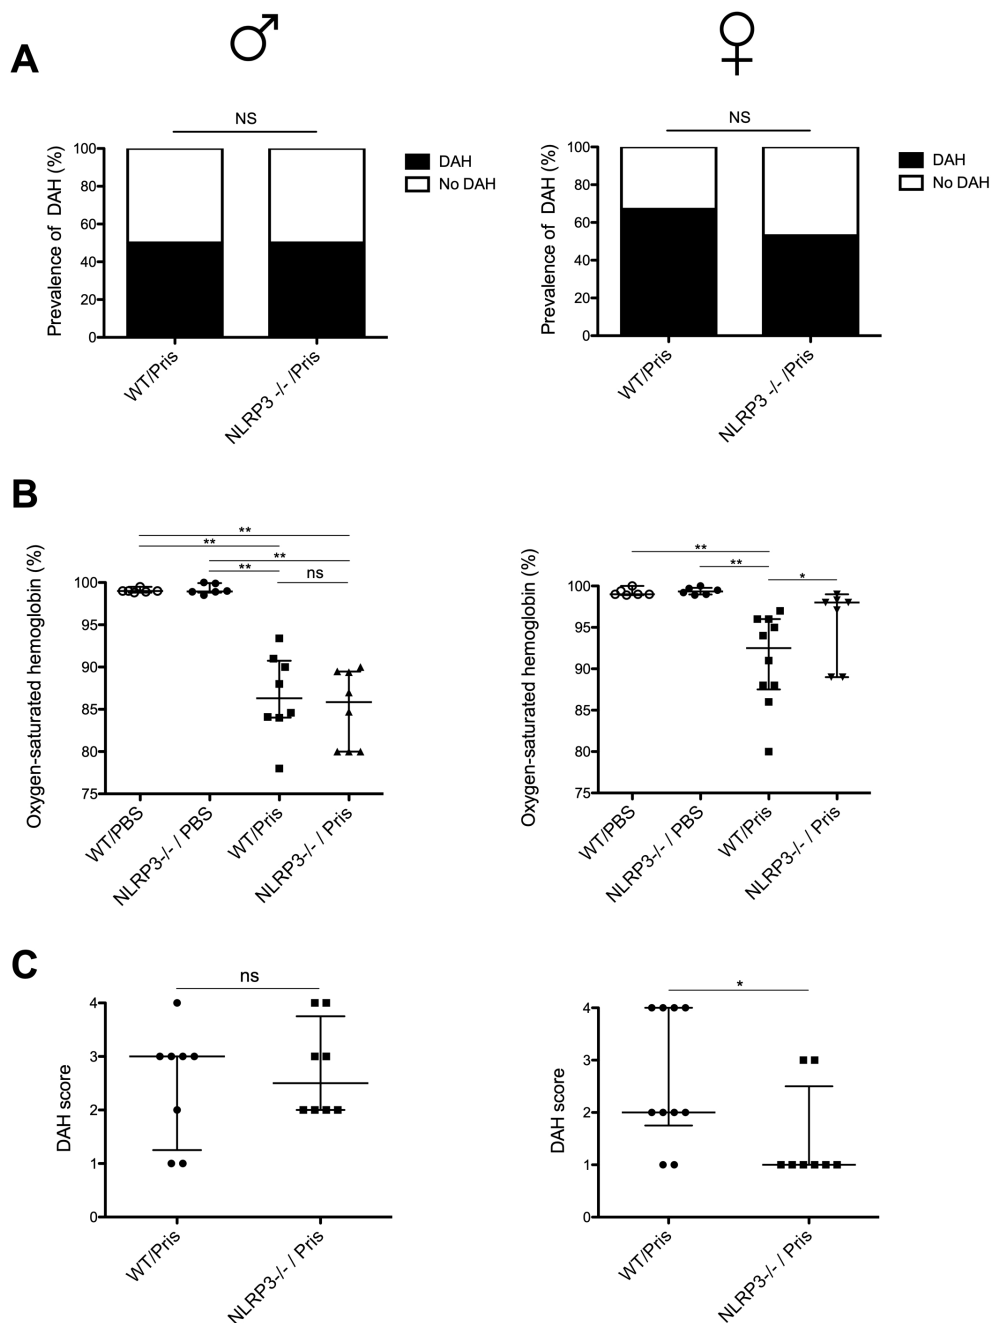 ♂ ♀
A
NS
Prevalence of DAH (%)
100
80
60
40
20
0
DAH
No DAH
WT/Pris
NLRP3 -/- /Pris
NS
Prevalence of DAH (%)
100
80
60
40
20
0
DAH
No DAH
WT/Pris
NLRP3 -/- /Pris
B
**
**
**
**
ns
Oxygen-saturated hemoglobin (%)
100
95
90
85
80
75
WT/PBS
NLRP3-/- / PBS
WT/Pris
NLRP3-/- / Pris
**
**
*
Oxygen-saturated hemoglobin (%)
100
95
90
85
80
75
WT/PBS
NLRP3-/- / PBS
WT/Pris
NLRP3-/- / Pris
C
ns
DAH score
4
3
2
1
0
WT/Pris
NLRP3-/- / Pris
*
DAH score
4
3
2
1
0
WT/Pris
NLRP3-/- / Pris